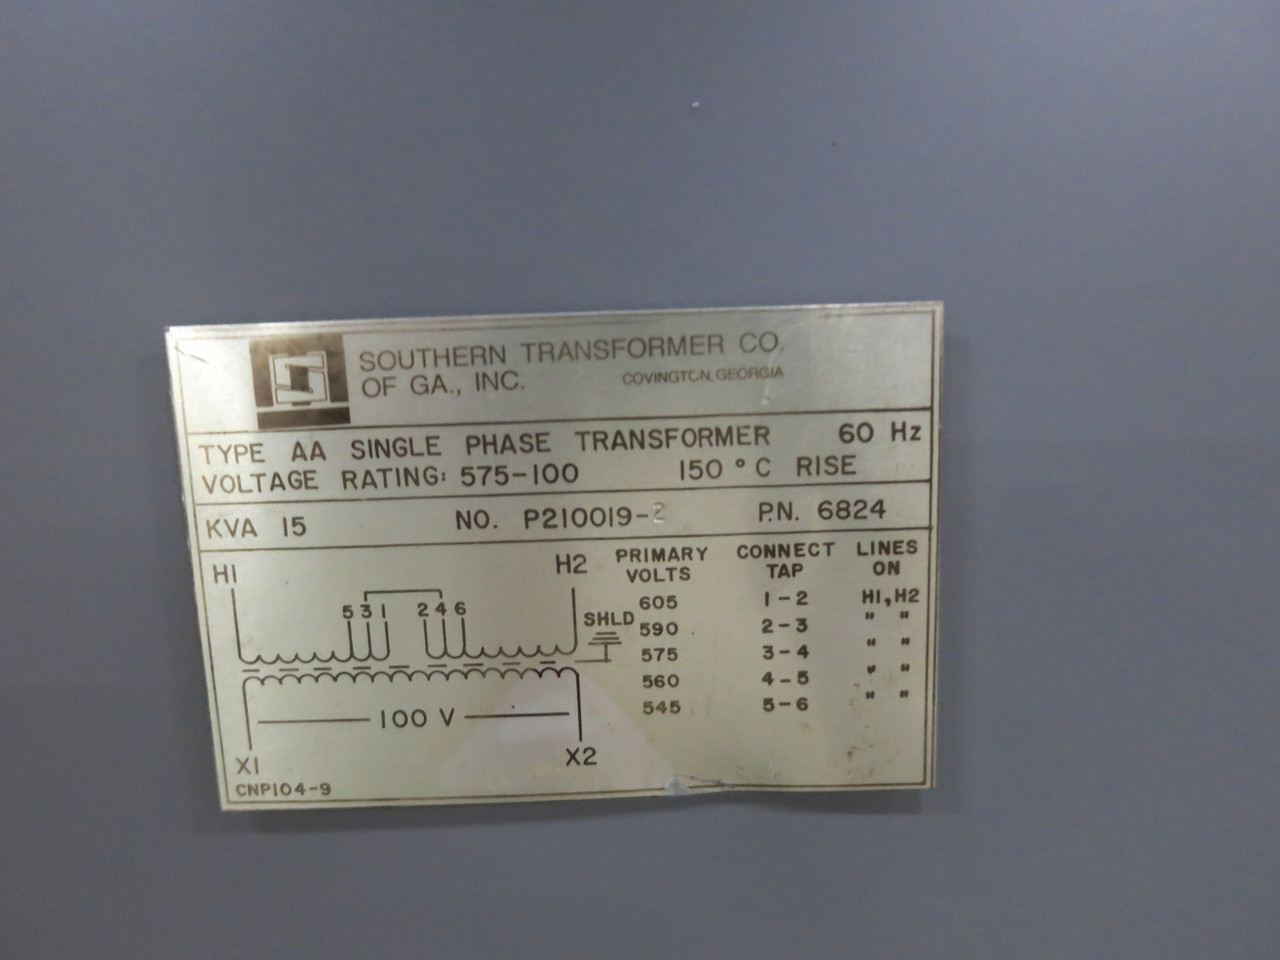 SOUTHERN TRANSFORMER CO.
OF GA., INC. COVINGTON, GEORGIA
TYPE AA SINGLE PHASE TRANSFORMER 60 Hz
VOLTAGE RATING: 575-100 150 °C RISE
KVA 15 NO. P210019- P.N. 6824
H1 H2 PRIMARY VOLTS CONNECT TAP LINES ON
5 3 1 2 4 6 SHLD
605 1-2 H1,H2
590 2-3 " "
575 3-4 " "
560 4-5 " "
545 5-6 " "
100 V
X1 X2
CNP104-9